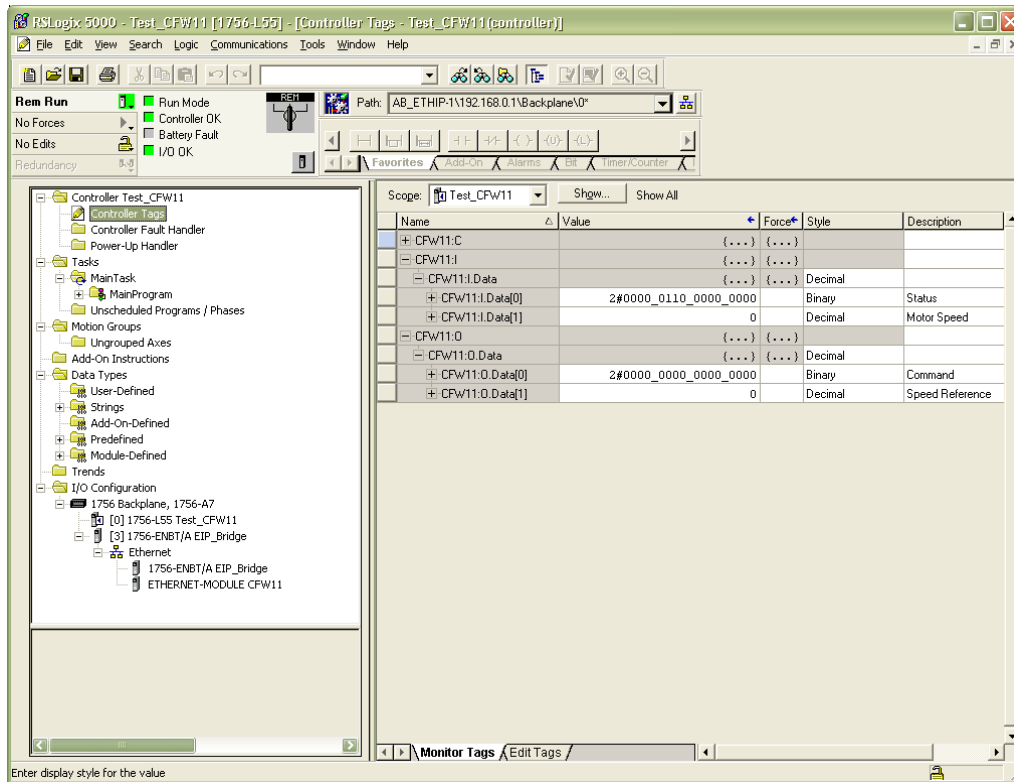 RSLogix 5000 - Test_CFW11 [1756-L55] - [Controller Tags - Test_CFW11(controller)]
File Edit View Search Logic Communications Tools Window Help
Rem Run
No Forces
No Edits
Redundancy
Run Mode
Controller OK
Battery Fault
I/O OK
REM
Path: AB_ETHIP-1\192.168.0.1\Backplane\0*
Favorites Add-On Alarms Bit Timer/Counter
Controller Test_CFW11
Controller Tags
Controller Fault Handler
Power-Up Handler
Tasks
MainTask
MainProgram
Unscheduled Programs / Phases
Motion Groups
Ungrouped Axes
Add-On Instructions
Data Types
User-Defined
Strings
Add-On-Defined
Predefined
Module-Defined
Trends
I/O Configuration
1756 Backplane, 1756-A7
[0] 1756-L55 Test_CFW11
[3] 1756-ENBT/A EIP_Bridge
Ethernet
1756-ENBT/A EIP_Bridge
ETHERNET-MODULE CFW11
Scope: Test_CFW11 Show... Show All
Name Value Force Style Description
CFW11:C {...} {...}
CFW11:I {...} {...}
CFW11:I.Data {...} {...} Decimal
CFW11:I.Data[0] 2#0000_0110_0000_0000 Binary Status
CFW11:I.Data[1] 0 Decimal Motor Speed
CFW11:O {...} {...}
CFW11:O.Data {...} {...} Decimal
CFW11:O.Data[0] 2#0000_0000_0000_0000 Binary Command
CFW11:O.Data[1] 0 Decimal Speed Reference
Monitor Tags Edit Tags
Enter display style for the value